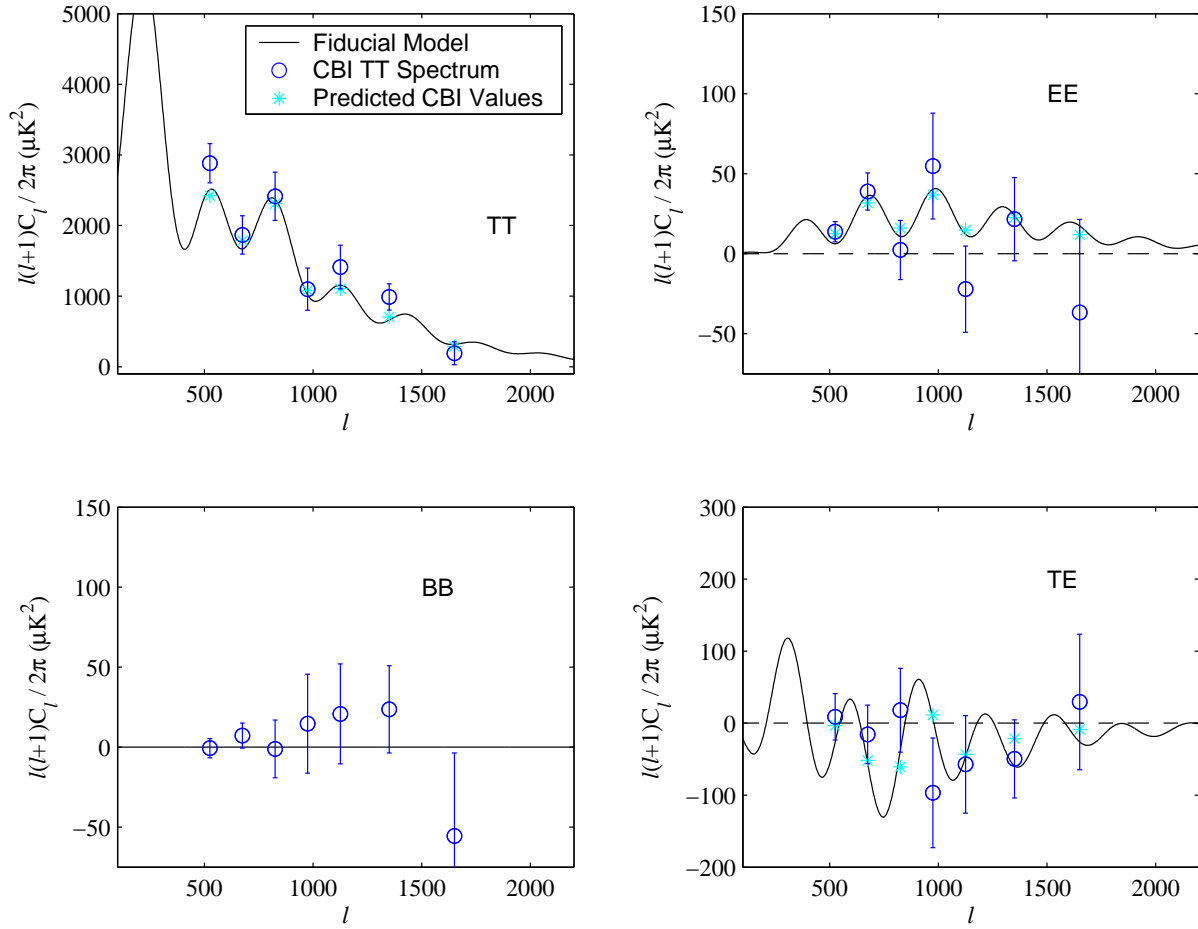 5000
4000
3000
2000
1000
0
l(l+1)C_l / 2π (μK²)
Fiducial Model
CBI TT Spectrum
Predicted CBI Values
TT
500 1000 1500 2000
l
150
100
50
0
−50
l(l+1)C_l / 2π (μK²)
EE
500 1000 1500 2000
l
150
100
50
0
−50
l(l+1)C_l / 2π (μK²)
BB
500 1000 1500 2000
l
300
200
100
0
−100
−200
l(l+1)C_l / 2π (μK²)
TE
500 1000 1500 2000
l